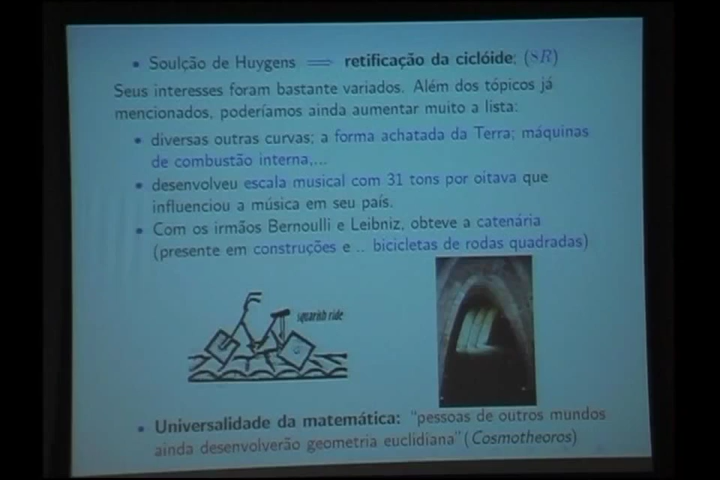 • Soulção de Huygens ⟹ retificação da ciclóide; (8R)
Seus interesses foram bastante variados. Além dos tópicos já
mencionados, poderíamos ainda aumentar muito a lista:
• diversas outras curvas; a forma achatada da Terra; máquinas
de combustão interna,...
• desenvolveu escala musical com 31 tons por oitava que
influenciou a música em seu país.
• Com os irmãos Bernoulli e Leibniz, obteve a catenária
(presente em construções e .. bicicletas de rodas quadradas)
squarish ride
• Universalidade da matemática: "pessoas de outros mundos
ainda desenvolverão geometria euclidiana" (Cosmotheoros)